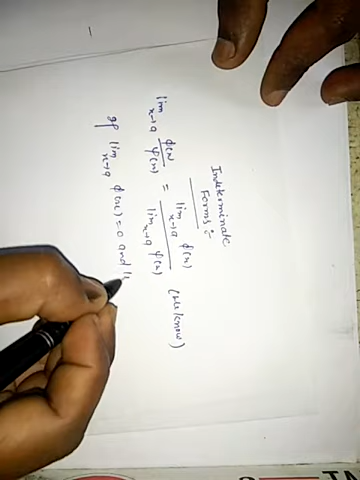 Indeterminate
Forms :-
lim x→a φ(x)/ψ(x) = lim x→a φ(x) / lim x→a ψ(x) (We know)
If lim x→a φ(x) = 0 and